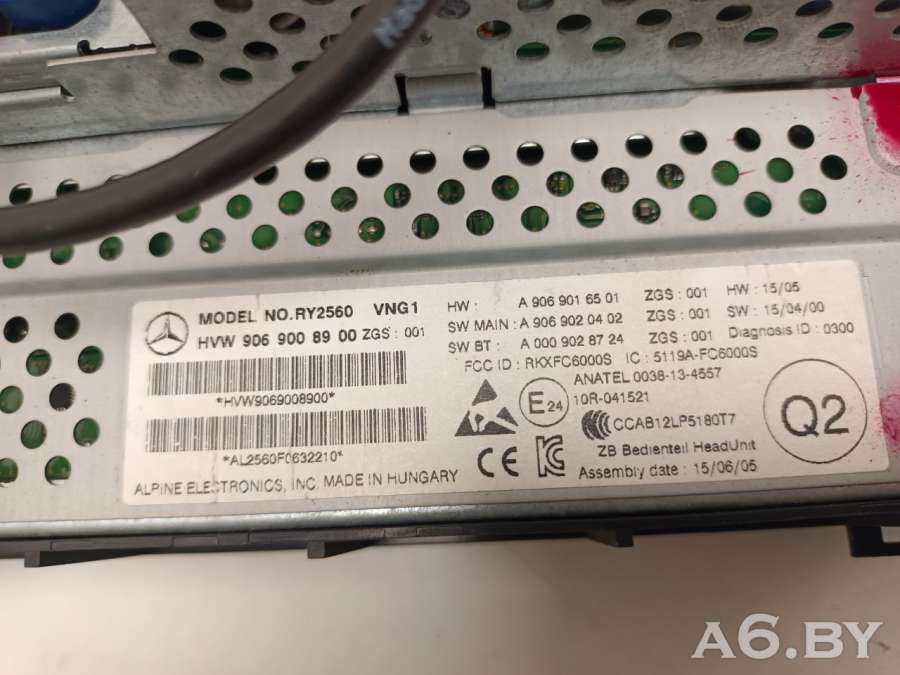 MODEL NO.RY2560 VNG1
HVW 906 900 89 00 ZGS : 001
*HVW9069008900*
*AL2560F0632210*
ALPINE ELECTRONICS, INC. MADE IN HUNGARY
HW : A 906 901 65 01 ZGS : 001 HW : 15/05
SW MAIN : A 906 902 04 02 ZGS : 001 SW : 15/04/00
SW BT : A 000 902 87 24 ZGS : 001 Diagnosis ID : 0300
FCC ID : RKXFC6000S IC : 5119A-FC6000S
ANATEL 0038-13-4557
E24 10R-041521
CCAB12LP5180T7
CE
ZB Bedienteil HeadUnit
Assembly date : 15/06/05
Q2
A6.BY